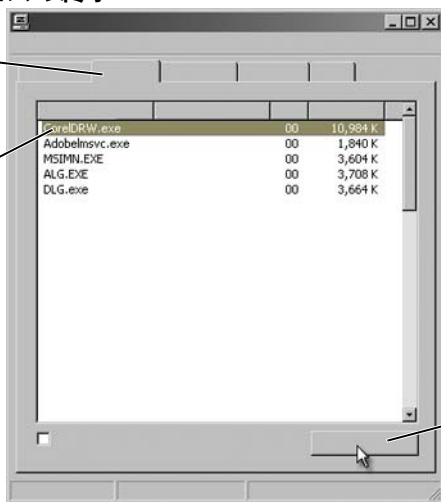 CorelDRW.exe 00 10,984 K
Adobelmsvc.exe 00 1,840 K
MSIMN.EXE 00 3,604 K
ALG.EXE 00 3,708 K
DLG.exe 00 3,664 K